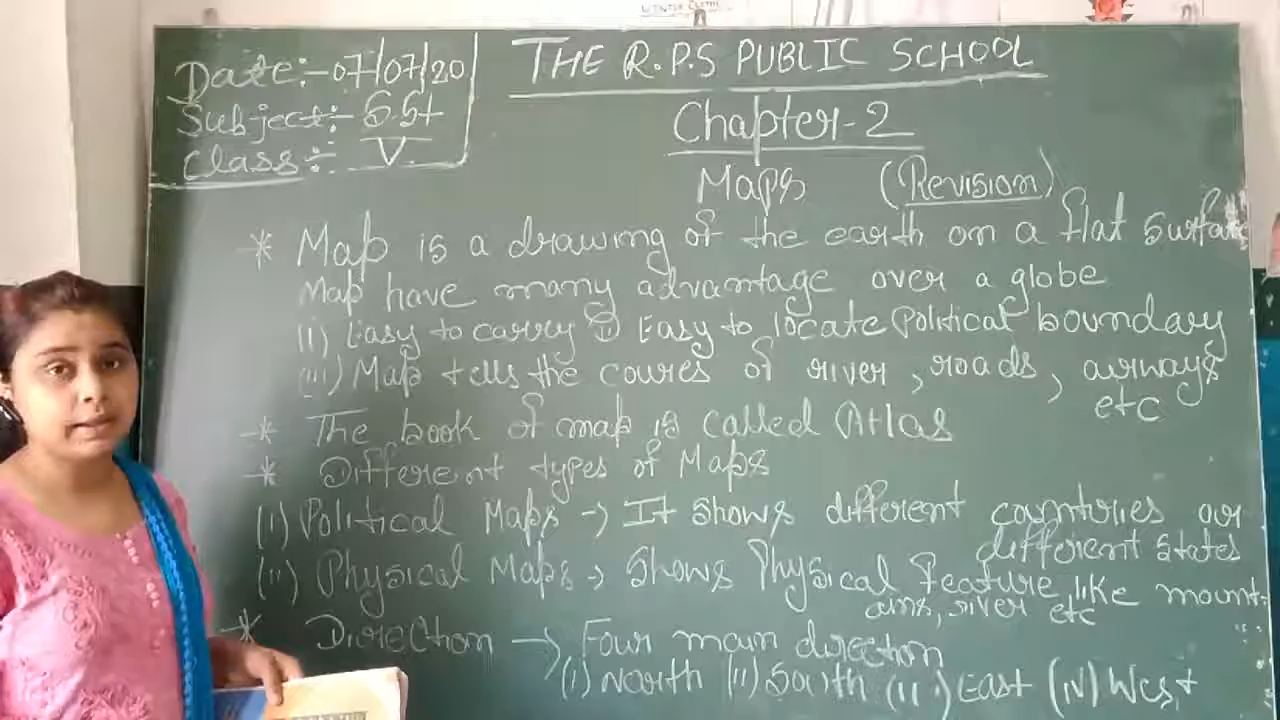 WINTER CLOTH
Date:-07/07/20
THE R.P.S PUBLIC SCHOOL
Subject:- S.St
Class:- V.
Chapter-2
Maps (Revision)
* Map is a drawing of the earth on a flat surface
Map have many advantage over a globe
(i) Easy to carry (ii) Easy to locate Political boundary
(iii) Map tells the coures of river, roads, airways
etc
* The book of map is called Atlas
* Different types of Maps
(i) Political Maps → It shows different countries our
different states
(ii) Physical Maps → Shows Physical Feature like mount-
ains, river etc
* Direction → Four main direction
(i) North (ii) South (iii) East (iv) West